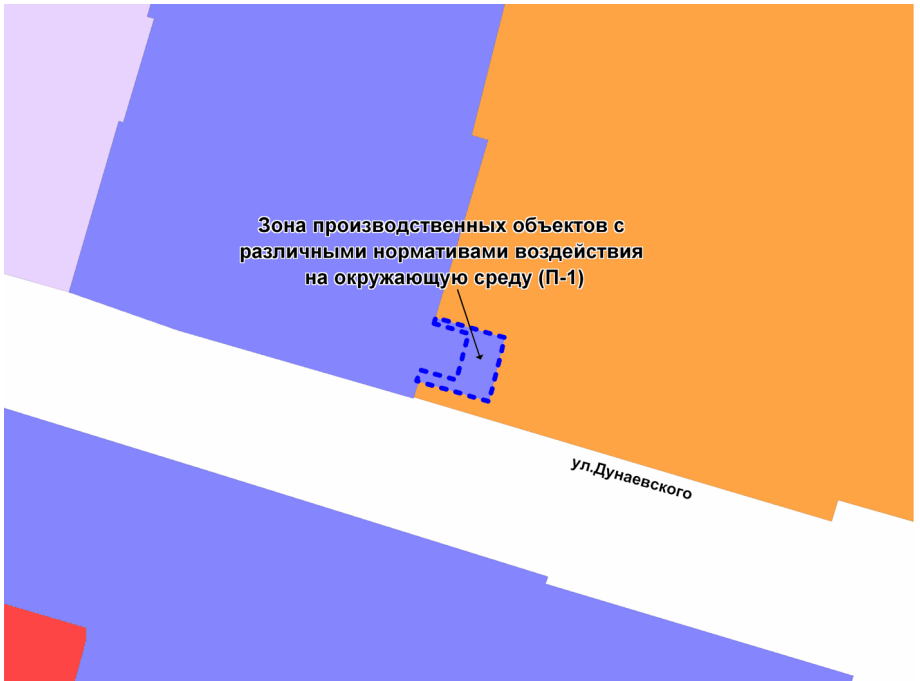 Зона производственных объектов с
различными нормативами воздействия
на окружающую среду (П-1)
ул.Дунаевского